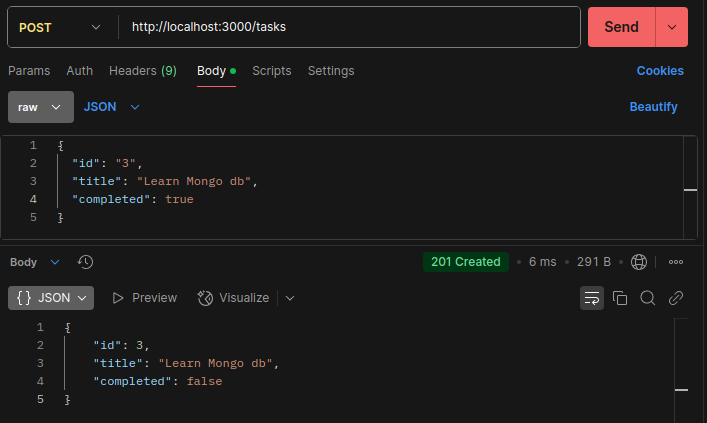 POST http://localhost:3000/tasks Send
Params Auth Headers (9) Body Scripts Settings Cookies
raw JSON Beautify
1 {
2 "id": "3",
3 "title": "Learn Mongo db",
4 "completed": true
5 }
Body 201 Created • 6 ms • 291 B •
{} JSON Preview Visualize
1 {
2 "id": 3,
3 "title": "Learn Mongo db",
4 "completed": false
5 }